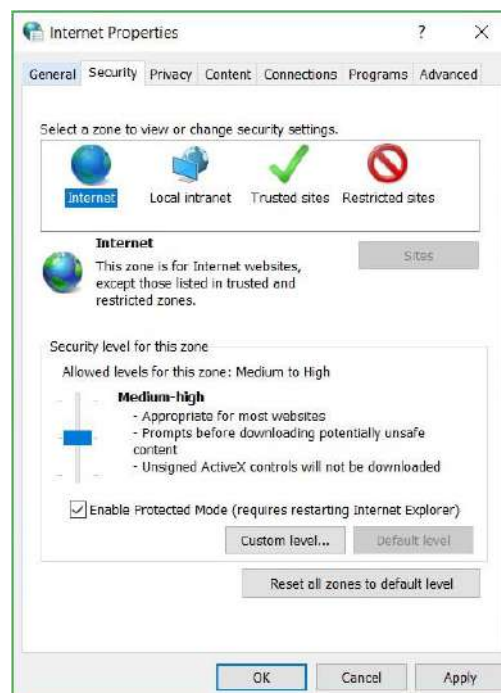 Internet Properties ? X
General Security Privacy Content Connections Programs Advanced
Select a zone to view or change security settings.
Internet Local intranet Trusted sites Restricted sites
Internet
Sites
This zone is for Internet websites,
except those listed in trusted and
restricted zones.
Security level for this zone
Allowed levels for this zone: Medium to High
Medium-high
- Appropriate for most websites
- Prompts before downloading potentially unsafe
content
- Unsigned ActiveX controls will not be downloaded
Enable Protected Mode (requires restarting Internet Explorer)
Custom level... Default level
Reset all zones to default level
OK Cancel Apply